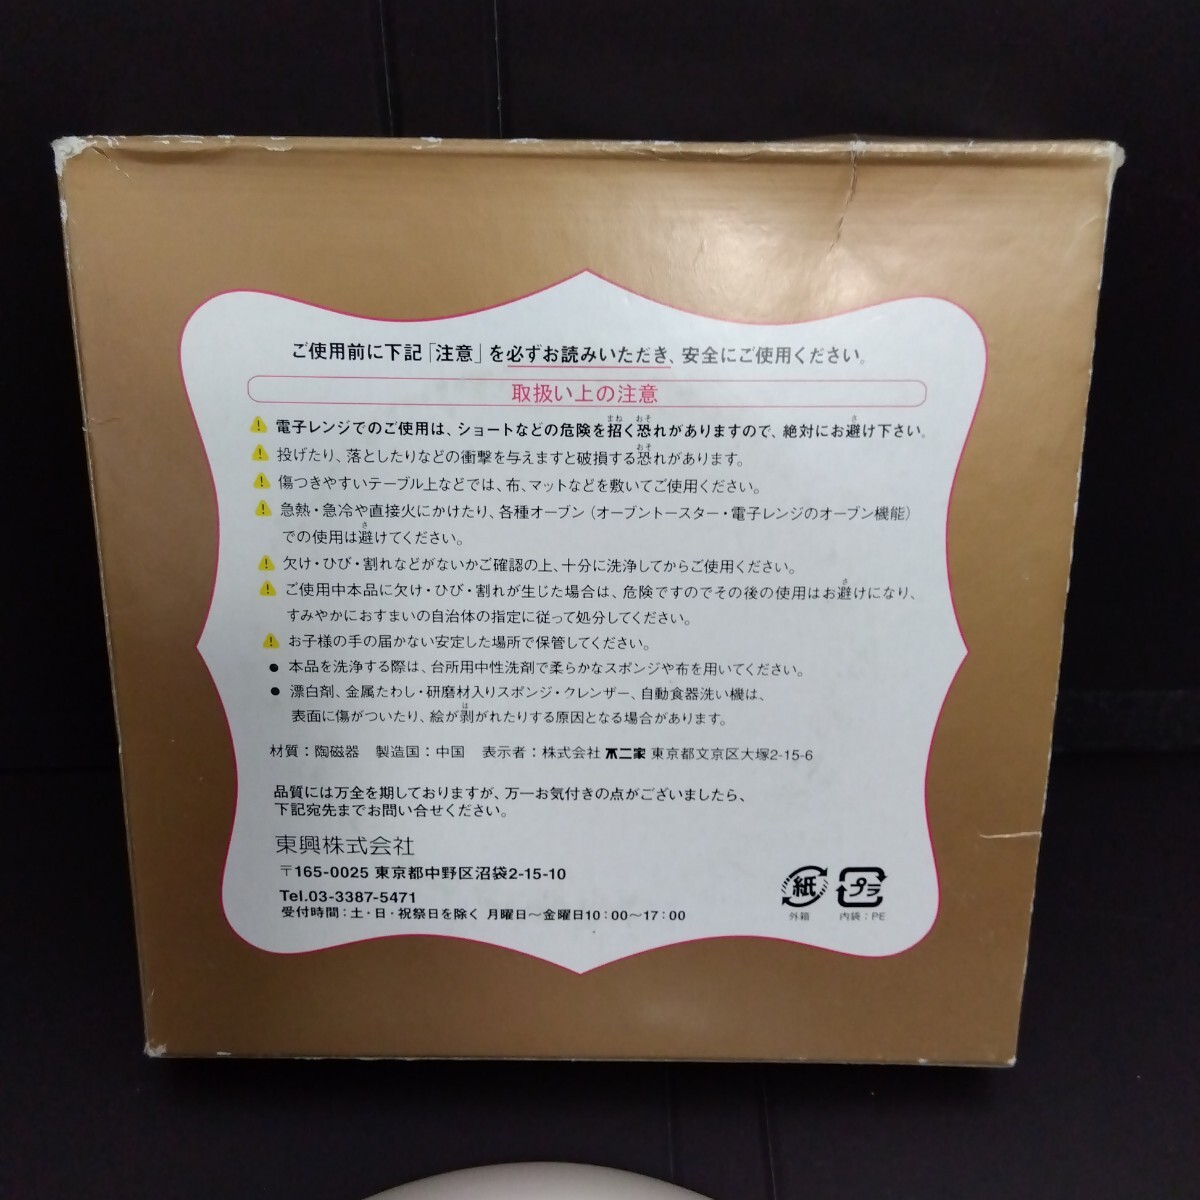 ご使用前に下記「注意」を必ずお読みいただき、安全にご使用ください。
取扱い上の注意
電子レンジでのご使用は、ショートなどの危険を招く恐れがありますので、絶対にお避け下さい。
投げたり、落としたりなどの衝撃を与えますと破損する恐れがあります。
傷つきやすいテーブル上などでは、布、マットなどを敷いてご使用ください。
急熱・急冷や直接火にかけたり、各種オーブン(オーブントースター・電子レンジのオーブン機能)
での使用は避けてください。
欠け・ひび・割れなどがないかご確認の上、十分に洗浄してからご使用ください。
ご使用中本品に欠け・ひび・割れが生じた場合は、危険ですのでその後の使用はお避けになり、
すみやかにおすまいの自治体の指定に従って処分してください。
お子様の手の届かない安定した場所で保管してください。
● 本品を洗浄する際は、台所用中性洗剤で柔らかなスポンジや布を用いてください。
● 漂白剤、金属たわし・研磨材入りスポンジ・クレンザー、自動食器洗い機は、
表面に傷がついたり、絵が剥がれたりする原因となる場合があります。
材質:陶磁器 製造国:中国 表示者:株式会社 不二家 東京都文京区大塚2-15-6
品質には万全を期しておりますが、万一お気付きの点がございましたら、
下記宛先までお問い合せください。
東興株式会社
〒165-0025 東京都中野区沼袋2-15-10
Tel.03-3387-5471
受付時間:土・日・祝祭日を除く 月曜日〜金曜日10:00〜17:00
紙 プラ
外箱 内袋:PE